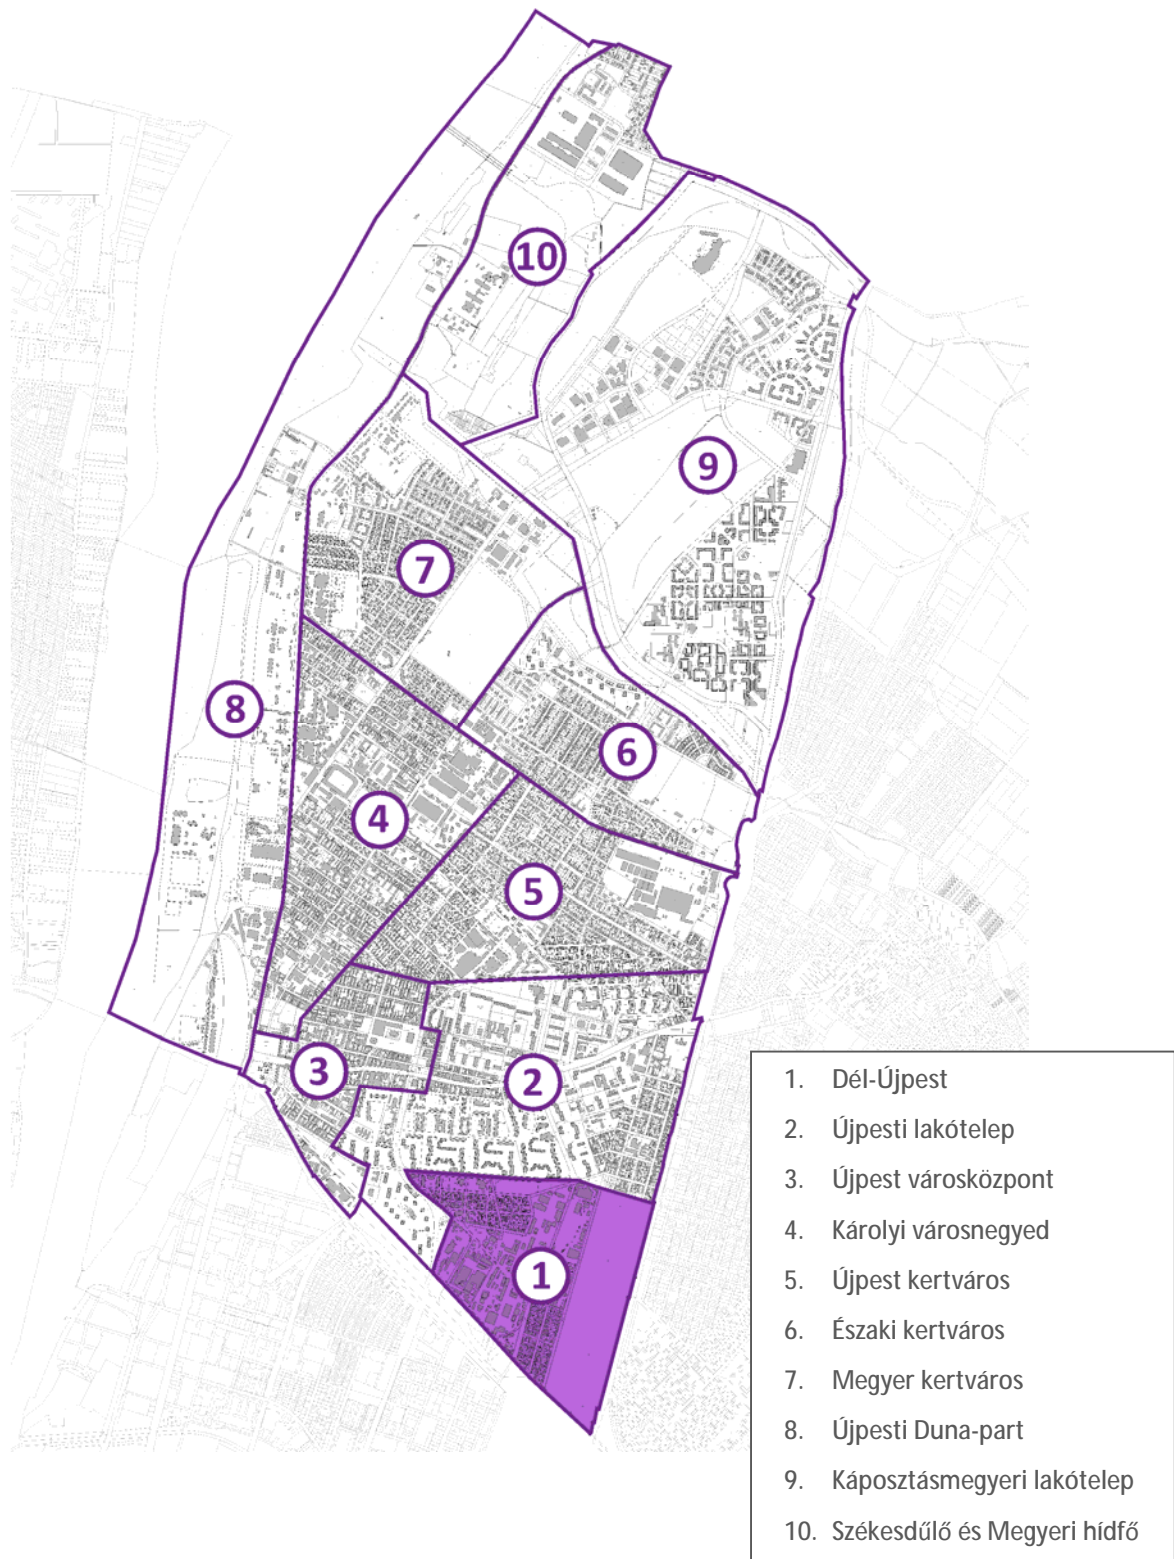 10
9
7
8
6
4
5
3
2
1
1. Dél-Újpest
2. Újpesti lakótelep
3. Újpest városközpont
4. Károlyi városnegyed
5. Újpest kertváros
6. Északi kertváros
7. Megyer kertváros
8. Újpesti Duna-part
9. Káposztásmegyeri lakótelep
10. Székesdűlő és Megyeri hídfő